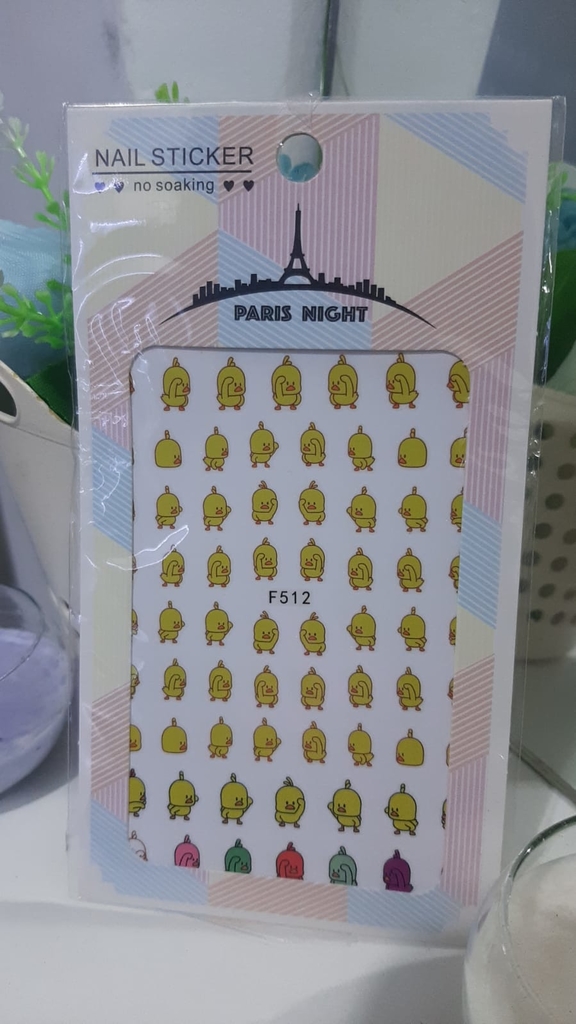 NAIL STICKER
no soaking
PARIS NIGHT
F512